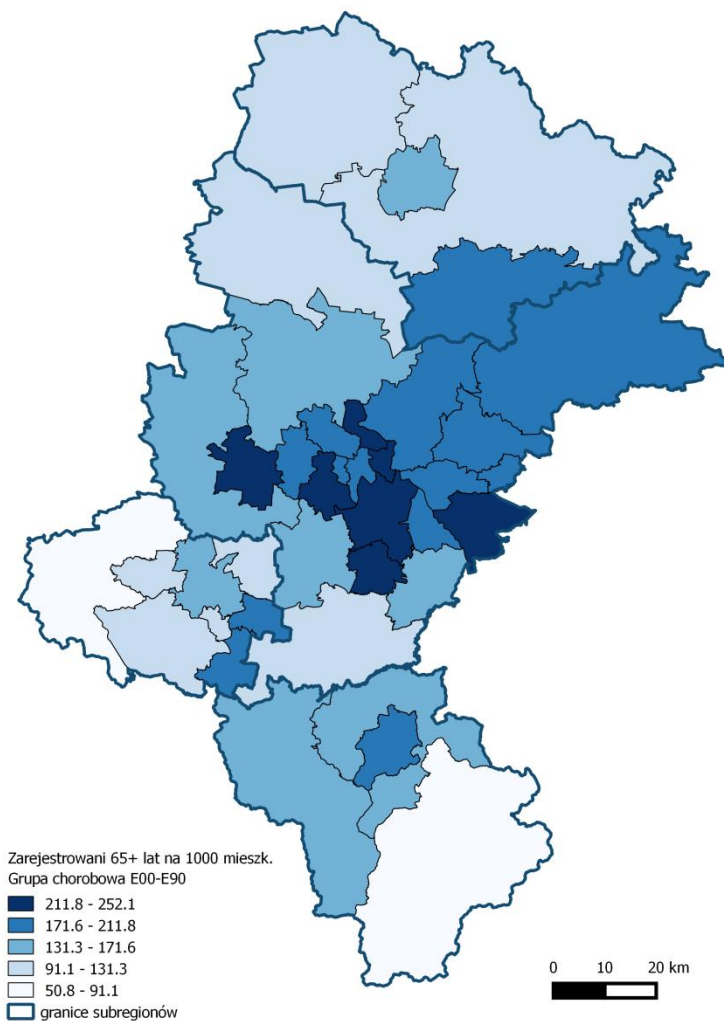 Zarejestrowani 65+ lat na 1000 mieszk.
Grupa chorobowa E00-E90
211.8 - 252.1
171.6 - 211.8
131.3 - 171.6
91.1 - 131.3
50.8 - 91.1
granice subregionów
0 10 20 km